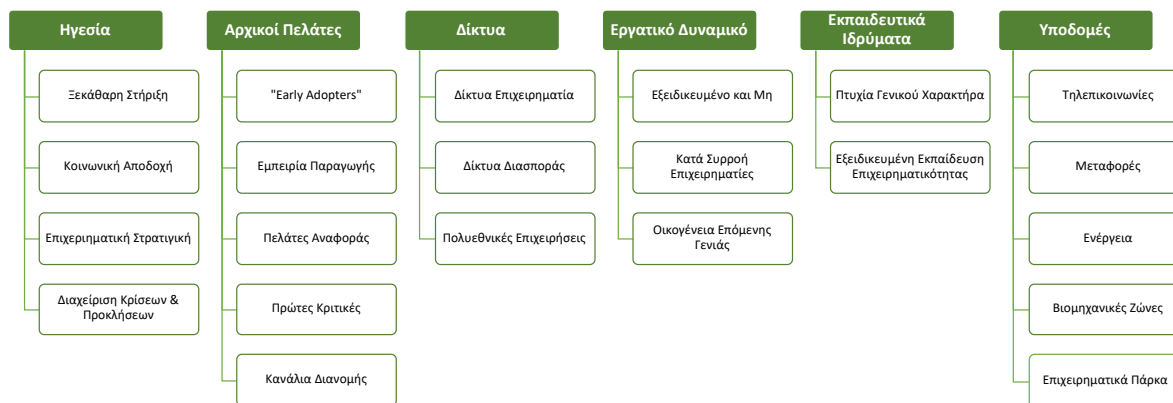 Ηγεσία
Ξεκάθαρη Στήριξη
Κοινωνική Αποδοχή
Επιχεριηματική Στρατιγική
Διαχείριση Κρίσεων &
Προκλήσεων
Αρχικοί Πελάτες
"Early Adopters"
Εμπειρία Παραγωγής
Πελάτες Αναφοράς
Πρώτες Κριτικές
Κανάλια Διανομής
Δίκτυα
Δίκτυα Επιχειρηματία
Δίκτυα Διασποράς
Πολυεθνικές Επιχειρήσεις
Εργατικό Δυναμικό
Εξειδικευμένο και Μη
Κατά Συρροή
Επιχειρηματίες
Οικογένεια Επόμενης
Γενιάς
Εκπαιδευτικά
Ιδρύματα
Πτυχία Γενικού Χαρακτήρα
Εξειδικευμένη Εκπαίδευση
Επιχειρηματικότητας
Υποδομές
Τηλεπικοινωνίες
Μεταφορές
Ενέργεια
Βιομηχανικές Ζώνες
Επιχειρηματικά Πάρκα